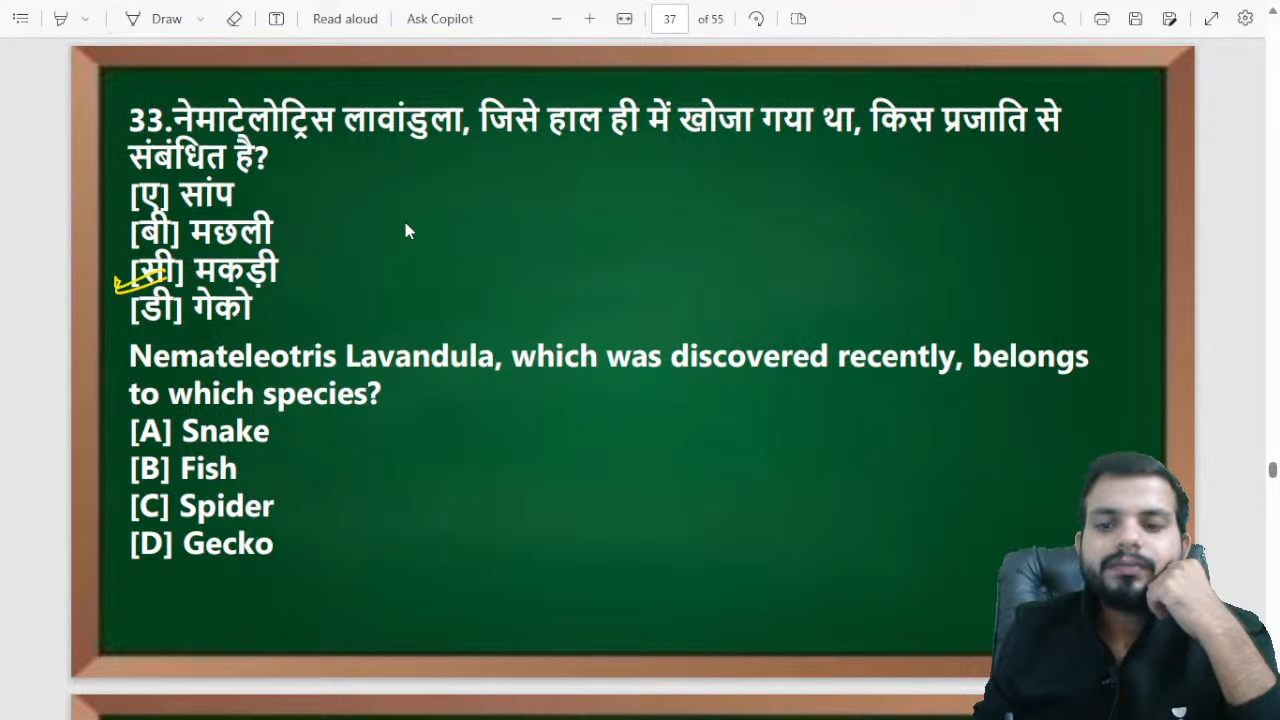 Draw
Read aloud
Ask Copilot
37
of 55
33.नेमाटेलोट्रिस लावांडुला, जिसे हाल ही में खोजा गया था, किस प्रजाति से
संबंधित है?
[ए] सांप
[बी] मछली
[सी] मकड़ी
[डी] गेको
Nemateleotris Lavandula, which was discovered recently, belongs
to which species?
[A] Snake
[B] Fish
[C] Spider
[D] Gecko